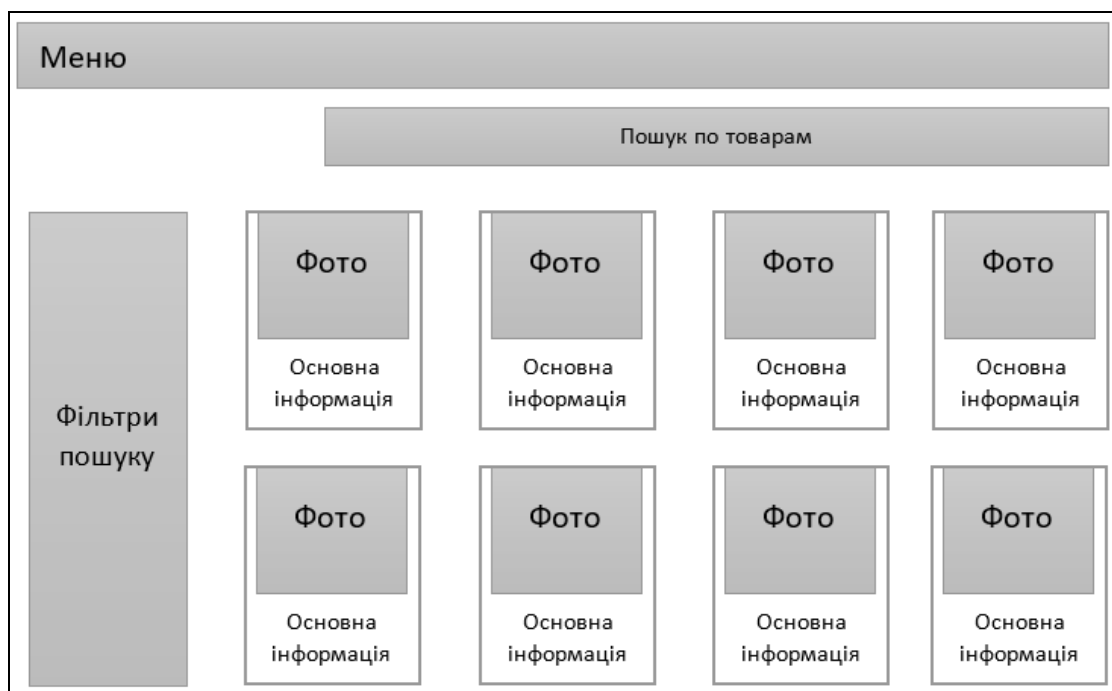 Меню
Пошук по товарам
Фото
Фото
Фото
Фото
Основна
інформація
Основна
інформація
Основна
інформація
Основна
інформація
Фільтри
пошуку
Фото
Фото
Фото
Фото
Основна
інформація
Основна
інформація
Основна
інформація
Основна
інформація